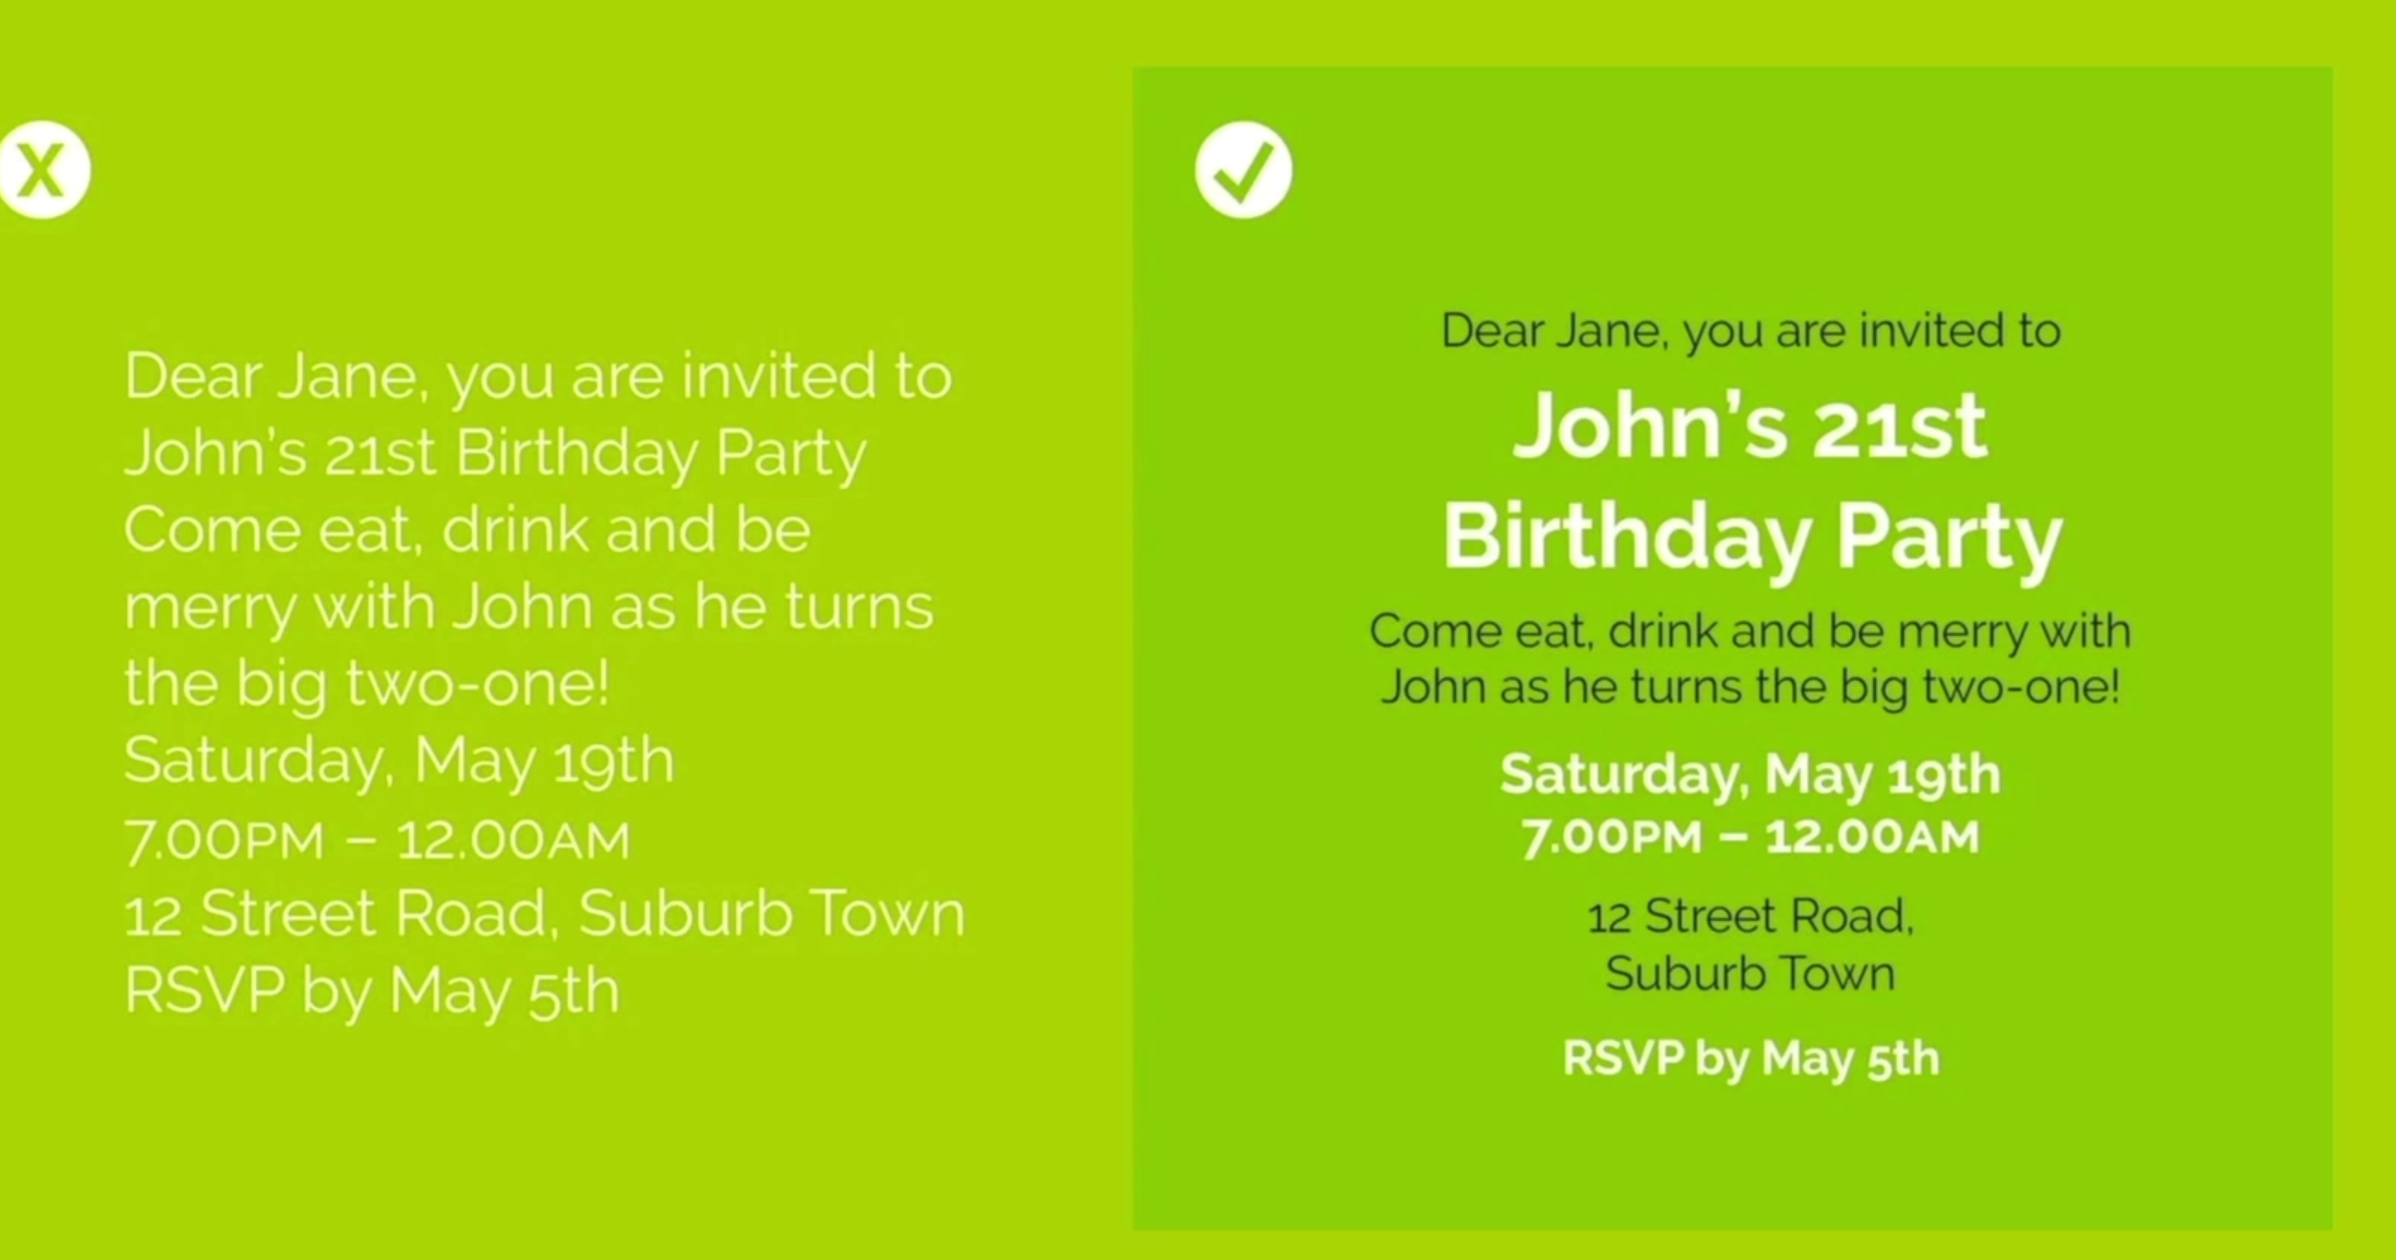 X
Dear Jane, you are invited to
John’s 21st Birthday Party
Come eat, drink and be
merry with John as he turns
the big two-one!
Saturday, May 19th
7.00PM – 12.00AM
12 Street Road, Suburb Town
RSVP by May 5th
Dear Jane, you are invited to
John’s 21st
Birthday Party
Come eat, drink and be merry with
John as he turns the big two-one!
Saturday, May 19th
7.00PM – 12.00AM
12 Street Road,
Suburb Town
RSVP by May 5th